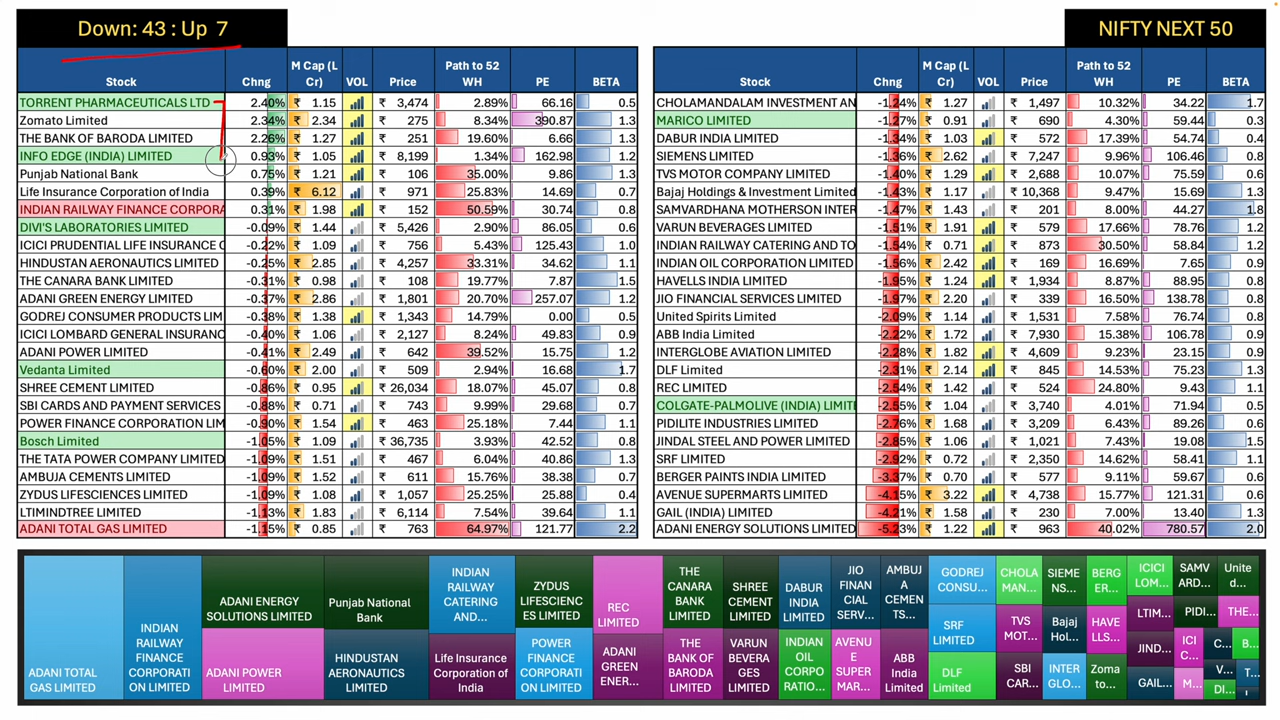 Down: 43 : Up 7
NIFTY NEXT 50
Stock Chng M Cap (L Cr) VOL Price Path to 52 WH PE BETA
TORRENT PHARMACEUTICALS LTD 2.40% ₹ 1.15 ₹ 3,474 2.89% 66.16 0.5
Zomato Limited 2.34% ₹ 2.34 ₹ 275 8.34% 390.87 1.3
THE BANK OF BARODA LIMITED 2.26% ₹ 1.27 ₹ 251 19.60% 6.66 1.3
INFO EDGE (INDIA) LIMITED 0.93% ₹ 1.05 ₹ 8,199 1.34% 162.98 1.2
Punjab National Bank 0.75% ₹ 1.21 ₹ 106 35.00% 9.86 1.3
Life Insurance Corporation of India 0.39% ₹ 6.12 ₹ 971 25.83% 14.69 0.7
INDIAN RAILWAY FINANCE CORPORA 0.31% ₹ 1.98 ₹ 152 50.59% 30.74 0.8
DIVI'S LABORATORIES LIMITED -0.09% ₹ 1.44 ₹ 5,426 2.90% 86.05 0.6
ICICI PRUDENTIAL LIFE INSURANCE C -0.22% ₹ 1.09 ₹ 756 5.43% 125.43 1.0
HINDUSTAN AERONAUTICS LIMITED -0.25% ₹ 2.85 ₹ 4,257 33.31% 34.62 1.1
THE CANARA BANK LIMITED -0.31% ₹ 0.98 ₹ 108 19.77% 7.87 1.5
ADANI GREEN ENERGY LIMITED -0.37% ₹ 2.86 ₹ 1,801 20.70% 257.07 1.2
GODREJ CONSUMER PRODUCTS LIM -0.38% ₹ 1.38 ₹ 1,343 14.79% 0.00 0.5
ICICI LOMBARD GENERAL INSURANC -0.40% ₹ 1.06 ₹ 2,127 8.24% 49.83 0.9
ADANI POWER LIMITED -0.41% ₹ 2.49 ₹ 642 39.52% 15.75 1.2
Vedanta Limited -0.60% ₹ 2.00 ₹ 509 2.94% 16.68 1.7
SHREE CEMENT LIMITED -0.86% ₹ 0.95 ₹ 26,034 18.07% 45.07 0.8
SBI CARDS AND PAYMENT SERVICES -0.88% ₹ 0.71 ₹ 743 9.99% 29.68 0.7
POWER FINANCE CORPORATION LIM -0.90% ₹ 1.54 ₹ 463 25.18% 7.44 1.1
Bosch Limited -1.05% ₹ 1.09 ₹ 36,735 3.93% 42.52 0.8
THE TATA POWER COMPANY LIMITED -1.09% ₹ 1.51 ₹ 467 6.04% 40.86 1.3
AMBUJA CEMENTS LIMITED -1.09% ₹ 1.52 ₹ 611 15.76% 38.38 0.7
ZYDUS LIFESCIENCES LIMITED -1.09% ₹ 1.08 ₹ 1,057 25.25% 25.88 0.4
LTIMINDTREE LIMITED -1.13% ₹ 1.83 ₹ 6,114 7.54% 39.64 1.1
ADANI TOTAL GAS LIMITED -1.15% ₹ 0.85 ₹ 763 64.97% 121.77 2.2
Stock Chng M Cap (L Cr) VOL Price Path to 52 WH PE BETA
CHOLAMANDALAM INVESTMENT AN -1.24% ₹ 1.27 ₹ 1,497 10.32% 34.22 1.7
MARICO LIMITED -1.27% ₹ 0.91 ₹ 690 4.30% 59.44 0.3
DABUR INDIA LIMITED -1.34% ₹ 1.03 ₹ 572 17.39% 54.74 0.4
SIEMENS LIMITED -1.36% ₹ 2.62 ₹ 7,247 9.96% 106.46 0.8
TVS MOTOR COMPANY LIMITED -1.40% ₹ 1.29 ₹ 2,688 10.07% 75.59 0.6
Bajaj Holdings & Investment Limited -1.43% ₹ 1.17 ₹ 10,368 9.47% 15.69 1.3
SAMVARDHANA MOTHERSON INTER -1.47% ₹ 1.43 ₹ 201 8.00% 44.27 1.8
VARUN BEVERAGES LIMITED -1.51% ₹ 1.91 ₹ 579 17.66% 78.76 1.2
INDIAN RAILWAY CATERING AND TO -1.54% ₹ 0.71 ₹ 873 30.50% 58.84 1.2
INDIAN OIL CORPORATION LIMITED -1.56% ₹ 2.42 ₹ 169 16.69% 7.65 0.9
HAVELLS INDIA LIMITED -1.95% ₹ 1.24 ₹ 1,934 8.87% 88.95 0.8
JIO FINANCIAL SERVICES LIMITED -1.97% ₹ 2.20 ₹ 339 16.50% 138.78 0.8
United Spirits Limited -2.09% ₹ 1.14 ₹ 1,531 7.58% 76.74 0.8
ABB India Limited -2.22% ₹ 1.72 ₹ 7,930 15.38% 106.78 0.9
INTERGLOBE AVIATION LIMITED -2.28% ₹ 1.82 ₹ 4,609 9.23% 23.15 0.9
DLF Limited -2.31% ₹ 2.14 ₹ 845 14.53% 75.23 1.3
REC LIMITED -2.54% ₹ 1.42 ₹ 524 24.80% 9.43 1.1
COLGATE-PALMOLIVE (INDIA) LIMIT -2.55% ₹ 1.04 ₹ 3,740 4.01% 71.94 0.5
PIDILITE INDUSTRIES LIMITED -2.76% ₹ 1.68 ₹ 3,209 6.43% 89.26 0.6
JINDAL STEEL AND POWER LIMITED -2.85% ₹ 1.06 ₹ 1,021 7.43% 19.08 1.5
SRF LIMITED -2.92% ₹ 0.72 ₹ 2,350 14.62% 58.41 1.1
BERGER PAINTS INDIA LIMITED -3.37% ₹ 0.70 ₹ 577 9.11% 59.67 0.6
AVENUE SUPERMARTS LIMITED -4.15% ₹ 3.22 ₹ 4,738 15.77% 121.31 0.6
GAIL (INDIA) LIMITED -4.21% ₹ 1.58 ₹ 230 7.00% 13.40 1.3
ADANI ENERGY SOLUTIONS LIMITED -5.23% ₹ 1.22 ₹ 963 40.02% 780.57 2.0
ADANI TOTAL
GAS LIMITED
INDIAN
RAILWAY
FINANCE
CORPORATI
ON LIMITED
ADANI ENERGY
SOLUTIONS LIMITED
ADANI POWER
LIMITED
Punjab National
Bank
HINDUSTAN
AERONAUTICS
LIMITED
INDIAN
RAILWAY
CATERING
AND...
Life Insurance
Corporation of
India
ZYDUS
LIFESCIENC
ES LIMITED
POWER
FINANCE
CORPORATI
ON LIMITED
REC
LIMITED
ADANI
GREEN
ENER...
THE
CANARA
BANK
LIMITED
THE
BANK OF
BARODA
LIMITED
SHREE
CEMENT
LIMITED
VARUN
BEVERA
GES
LIMITED
DABUR
INDIA
LIMITED
INDIAN
OIL
CORPO
RATIO...
JIO
FINAN
CIAL
SERV...
AVENU
E
SUPER
MAR...
AMBUJ
A
CEMEN
TS...
ABB
India
Limited
GODREJ
CONSU...
SRF
LIMITED
DLF
Limited
CHOLA
MAN...
TVS
MOT...
SBI
CAR...
SIEME
NS...
Bajaj
Hol...
INTER
GLO...
BERG
ER...
HAVE
LLS...
Zoma
to...
ICICI
LOM...
LTIM...
JIND...
GAIL...
SAMV
ARD...
PIDI...
ICI
C...
M...
Unite
d...
THE...
C...
B...
V...
T...
DI...